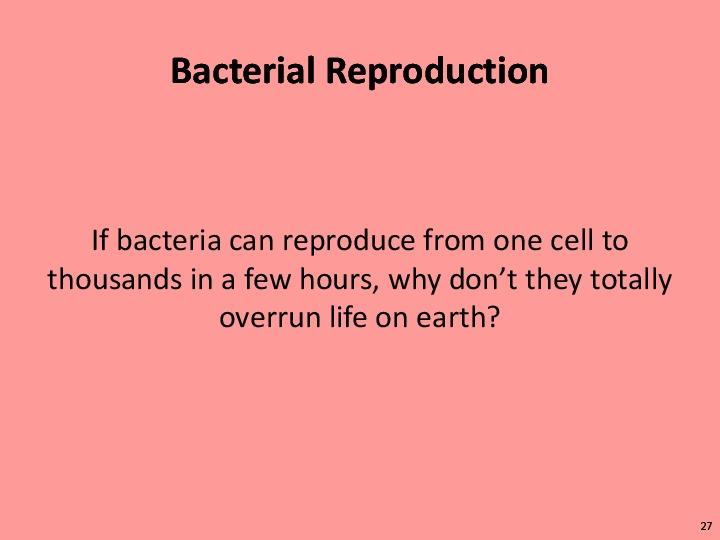 Bacterial Reproduction
If bacteria can reproduce from one cell to
thousands in a few hours, why don’t they totally
overrun life on earth?
27